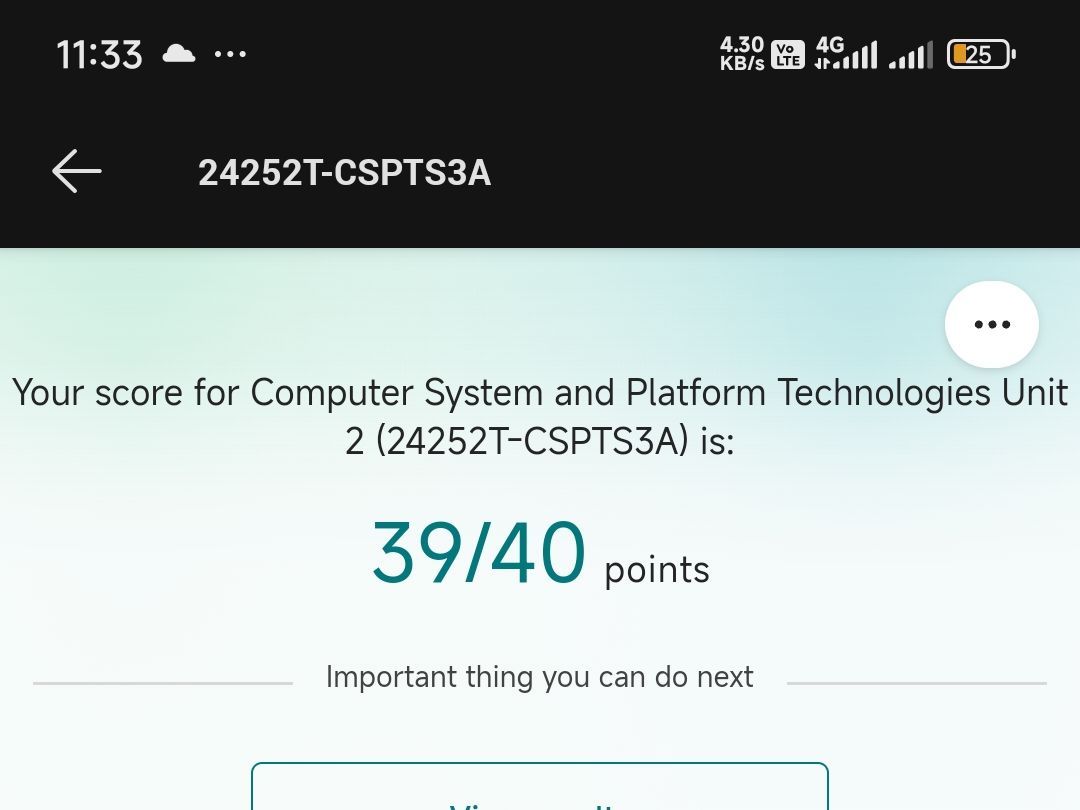 11:33 ... 4.30 KB/s Vo LTE 4G 25
24252T-CSPTS3A
Your score for Computer System and Platform Technologies Unit
2 (24252T-CSPTS3A) is:
39/40 points
Important thing you can do next